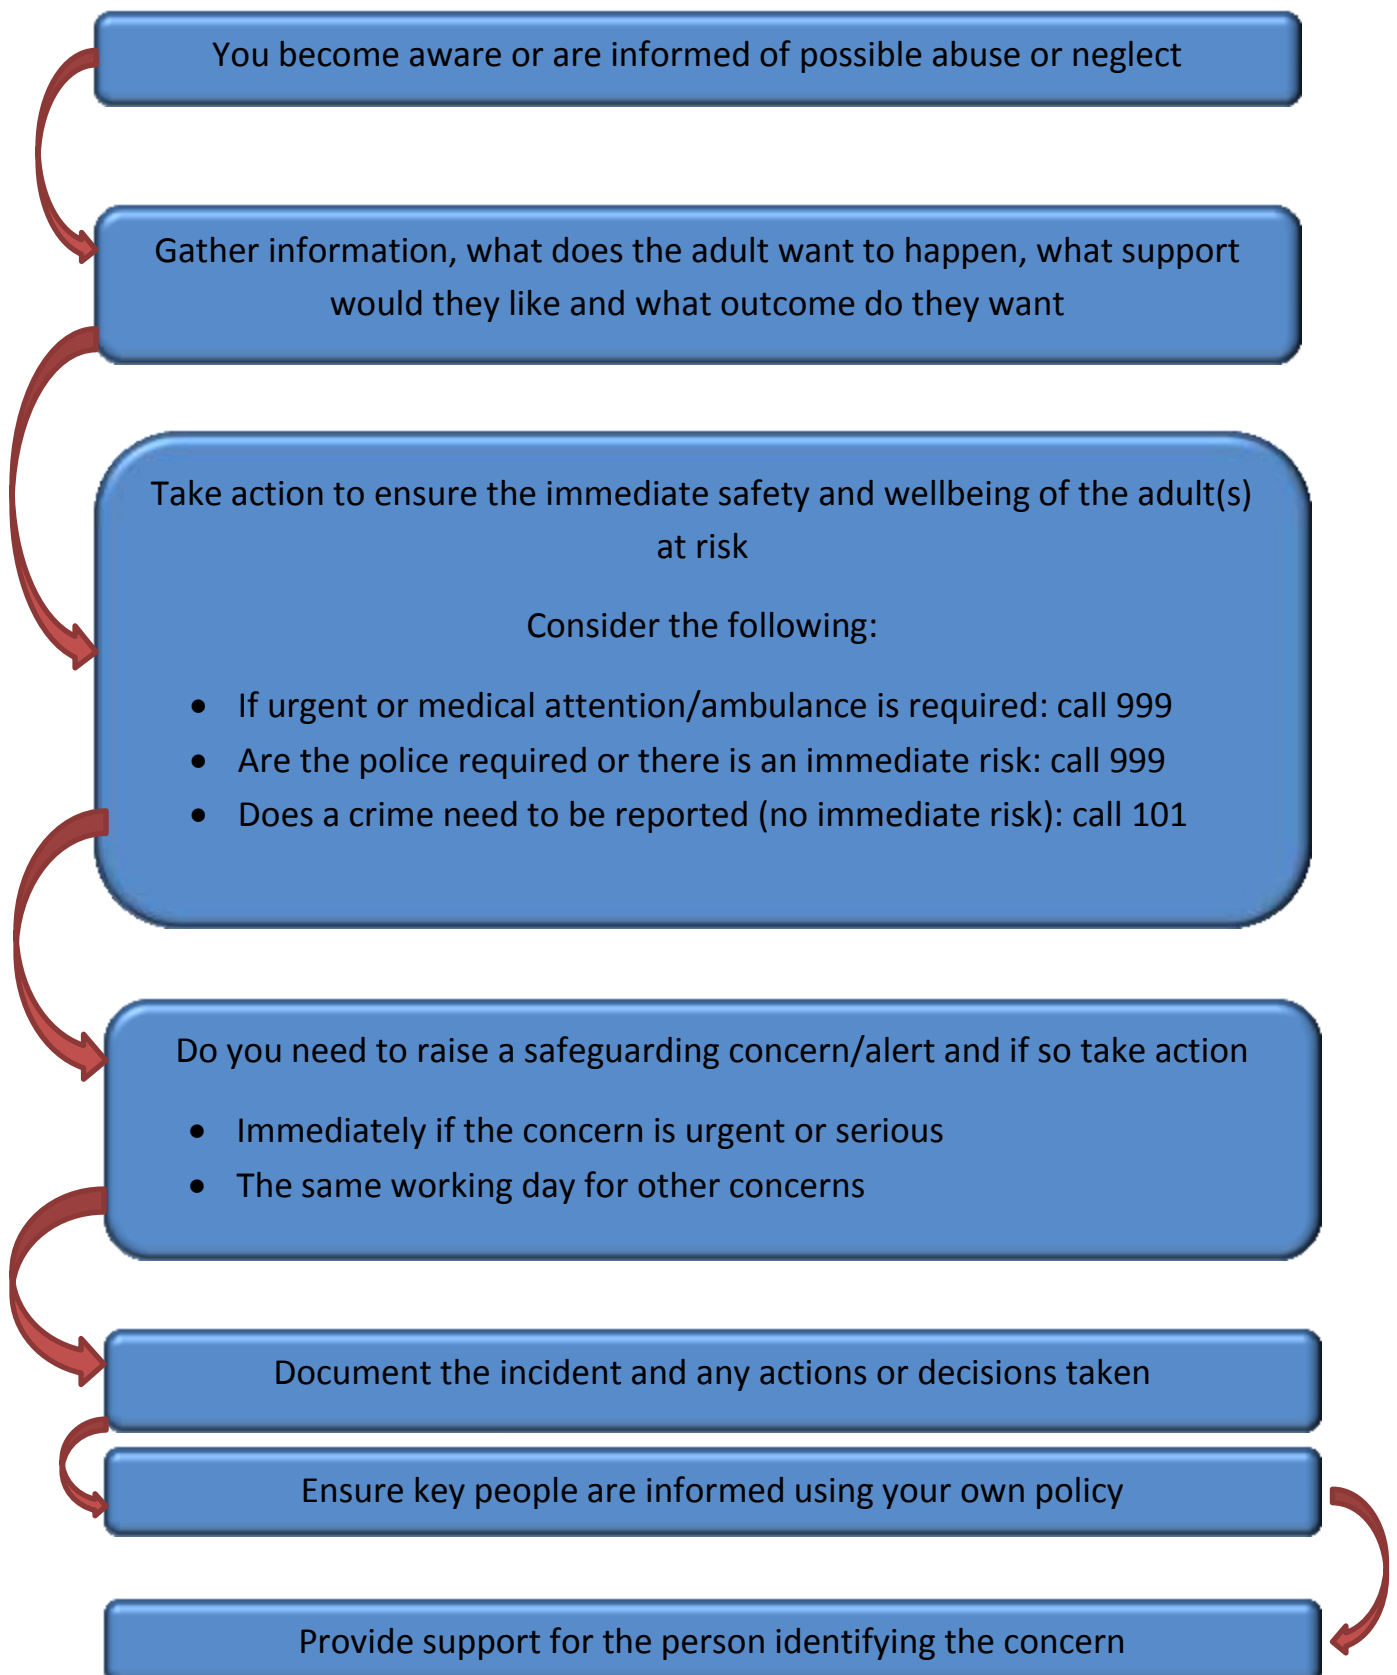 You become aware or are informed of possible abuse or neglect
Gather information, what does the adult want to happen, what support
would they like and what outcome do they want
Take action to ensure the immediate safety and wellbeing of the adult(s)
at risk
Consider the following:
• If urgent or medical attention/ambulance is required: call 999
• Are the police required or there is an immediate risk: call 999
• Does a crime need to be reported (no immediate risk): call 101
Do you need to raise a safeguarding concern/alert and if so take action
• Immediately if the concern is urgent or serious
• The same working day for other concerns
Document the incident and any actions or decisions taken
Ensure key people are informed using your own policy
Provide support for the person identifying the concern